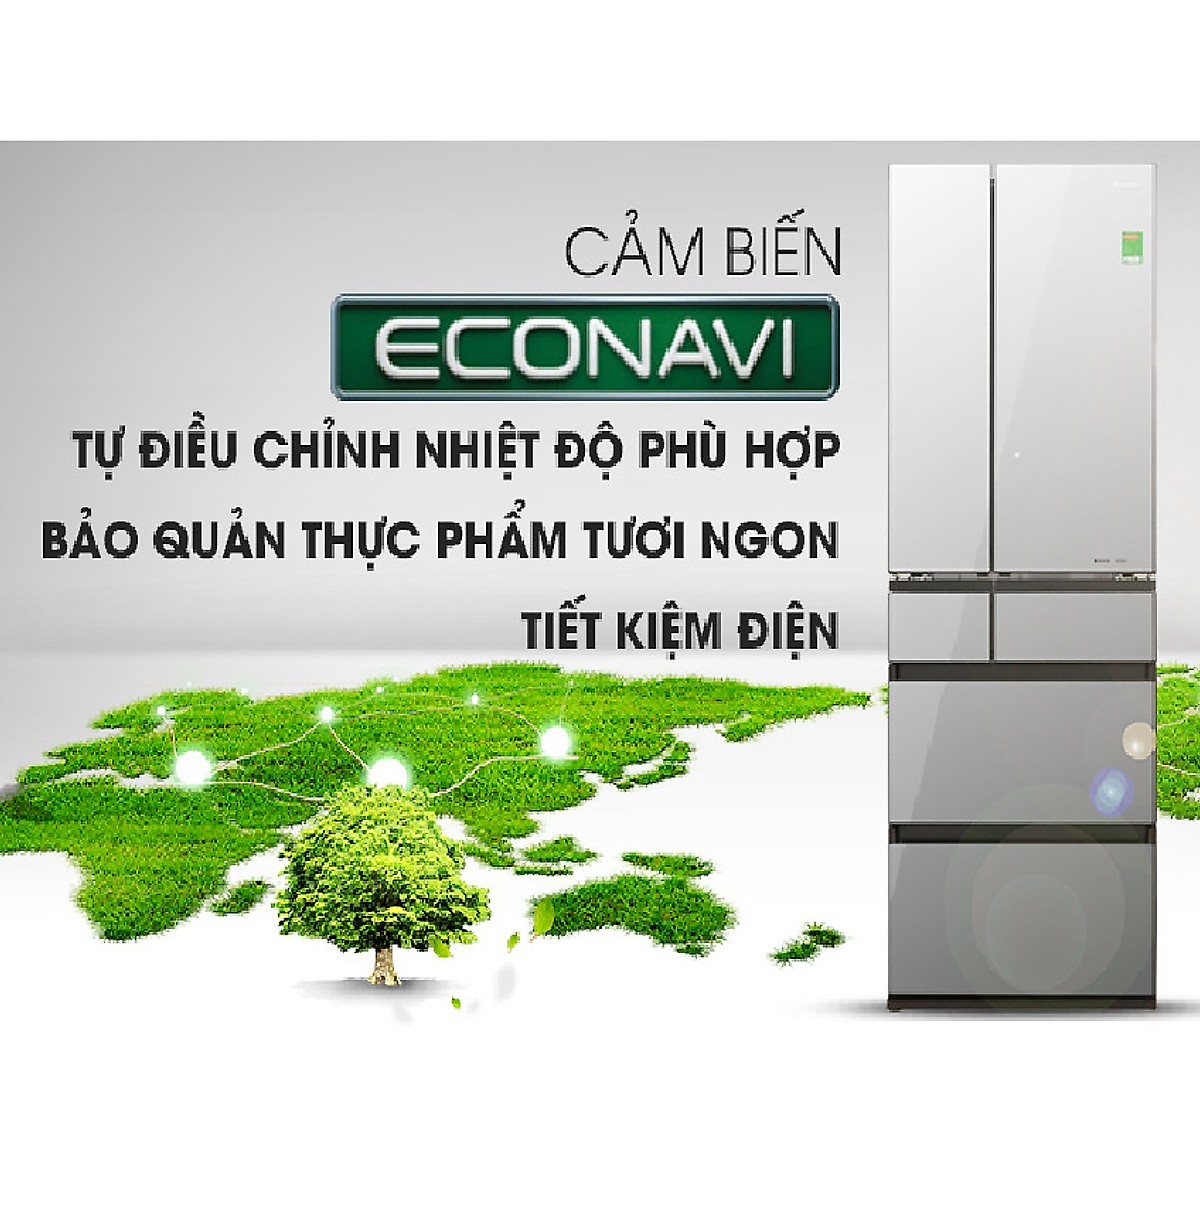 CẢM BIẾN
ECONAVI
TỰ ĐIỀU CHỈNH NHIỆT ĐỘ PHÙ HỢP
BẢO QUẢN THỰC PHẨM TƯƠI NGON
TIẾT KIỆM ĐIỆN